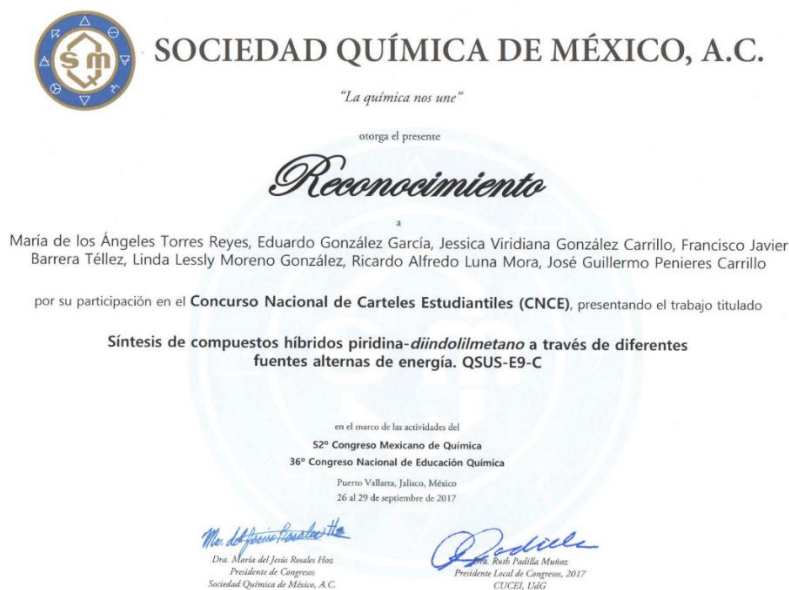 SQM
SOCIEDAD QUÍMICA DE MÉXICO, A.C.
"La química nos une"
otorga el presente
Reconocimiento
a
María de los Ángeles Torres Reyes, Eduardo González García, Jessica Viridiana González Carrillo, Francisco Javier
Barrera Téllez, Linda Lessly Moreno González, Ricardo Alfredo Luna Mora, José Guillermo Penieres Carrillo
por su participación en el Concurso Nacional de Carteles Estudiantiles (CNCE), presentando el trabajo titulado
Síntesis de compuestos híbridos piridina-diindolilmetano a través de diferentes
fuentes alternas de energía. QSUS-E9-C
en el marco de las actividades del
52º Congreso Mexicano de Química
36º Congreso Nacional de Educación Química
Puerto Vallarta, Jalisco, México
26 al 29 de septiembre de 2017
Dra. María del Jesús Rosales Hoz
Presidente de Congresos
Sociedad Química de México, A.C.
Dra. Ruth Padilla Muñoz
Presidente Local de Congresos, 2017
CUCEI, UdG